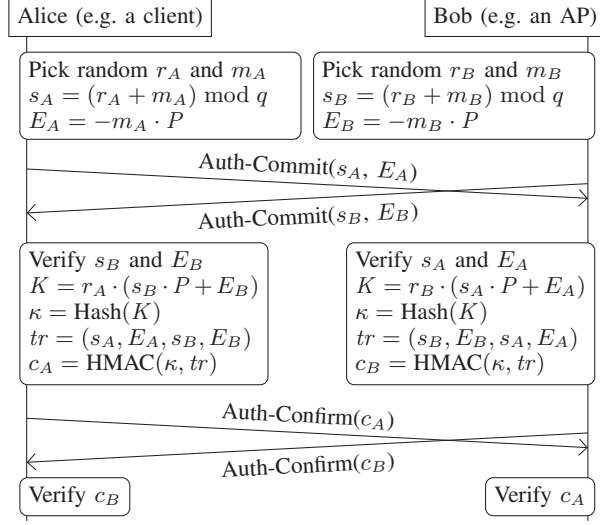 Alice (e.g. a client)
Bob (e.g. an AP)
Pick random r_A and m_A
s_A = (r_A + m_A) mod q
E_A = −m_A · P
Pick random r_B and m_B
s_B = (r_B + m_B) mod q
E_B = −m_B · P
Auth-Commit(s_A, E_A)
Auth-Commit(s_B, E_B)
Verify s_B and E_B
K = r_A · (s_B · P + E_B)
κ = Hash(K)
tr = (s_A, E_A, s_B, E_B)
c_A = HMAC(κ, tr)
Verify s_A and E_A
K = r_B · (s_A · P + E_A)
κ = Hash(K)
tr = (s_B, E_B, s_A, E_A)
c_B = HMAC(κ, tr)
Auth-Confirm(c_A)
Auth-Confirm(c_B)
Verify c_B
Verify c_A